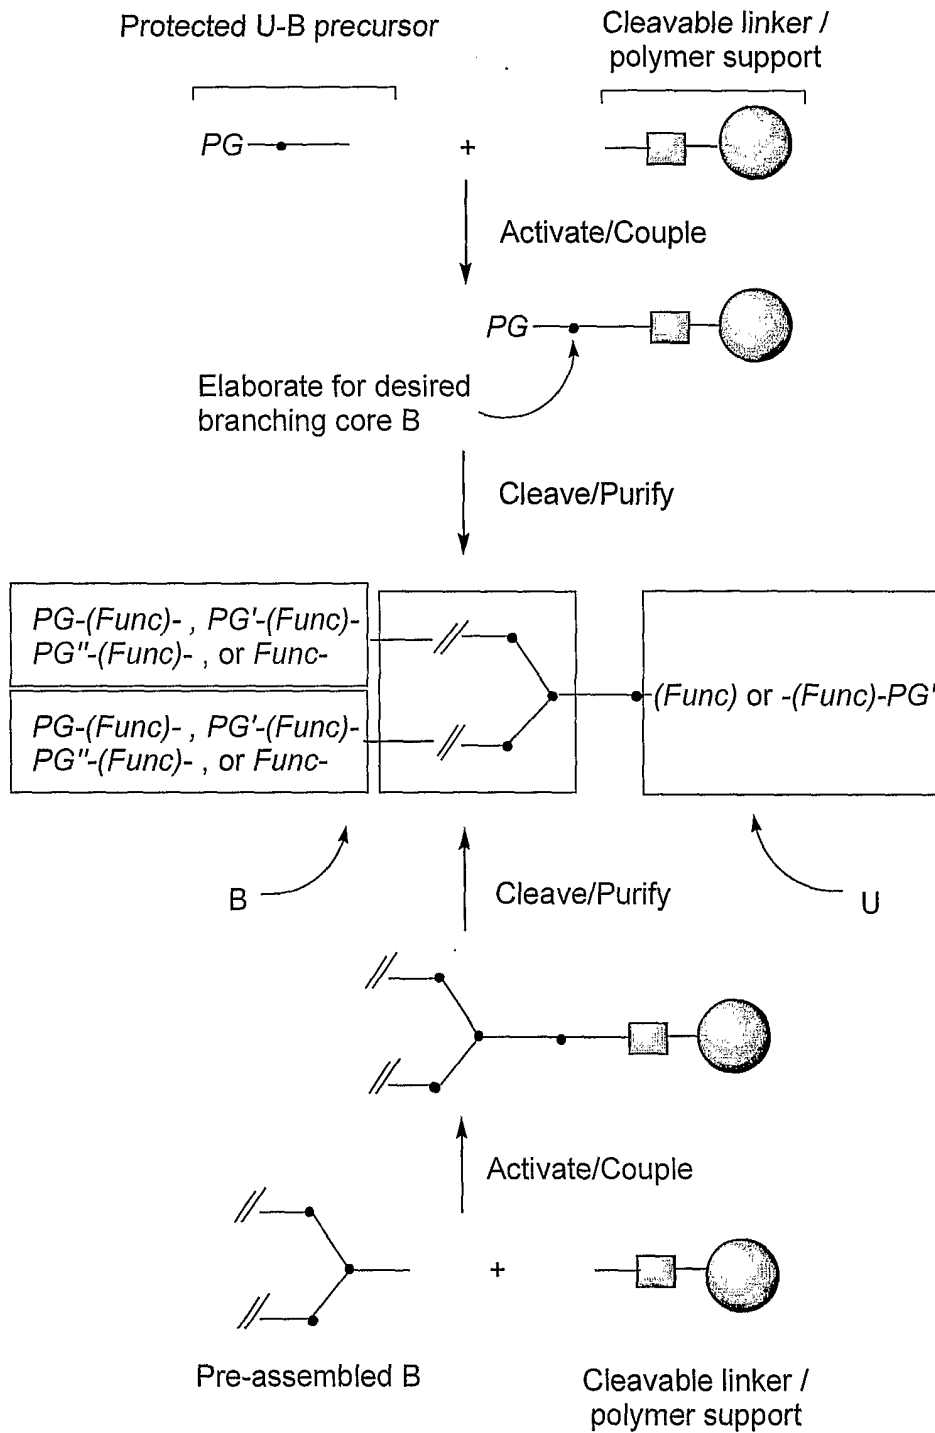 Protected U-B precursor
Cleavable linker /
polymer support
PG
+
Activate/Couple
PG
Elaborate for desired
branching core B
Cleave/Purify
PG-(Func)- , PG'-(Func)-
PG"-(Func)- , or Func-
PG-(Func)- , PG'-(Func)-
PG"-(Func)- , or Func-
(Func) or -(Func)-PG'
B
Cleave/Purify
U
Activate/Couple
+
Pre-assembled B
Cleavable linker /
polymer support